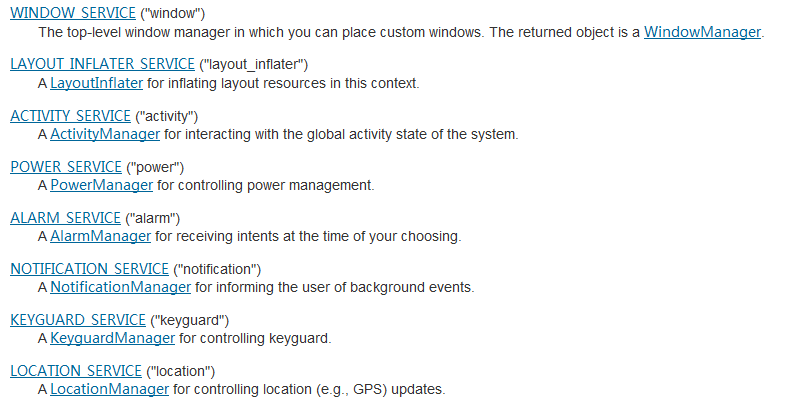 WINDOW_SERVICE ("window")
The top-level window manager in which you can place custom windows. The returned object is a WindowManager.
LAYOUT_INFLATER_SERVICE ("layout_inflater")
A LayoutInflater for inflating layout resources in this context.
ACTIVITY_SERVICE ("activity")
A ActivityManager for interacting with the global activity state of the system.
POWER_SERVICE ("power")
A PowerManager for controlling power management.
ALARM_SERVICE ("alarm")
A AlarmManager for receiving intents at the time of your choosing.
NOTIFICATION_SERVICE ("notification")
A NotificationManager for informing the user of background events.
KEYGUARD_SERVICE ("keyguard")
A KeyguardManager for controlling keyguard.
LOCATION_SERVICE ("location")
A LocationManager for controlling location (e.g., GPS) updates.